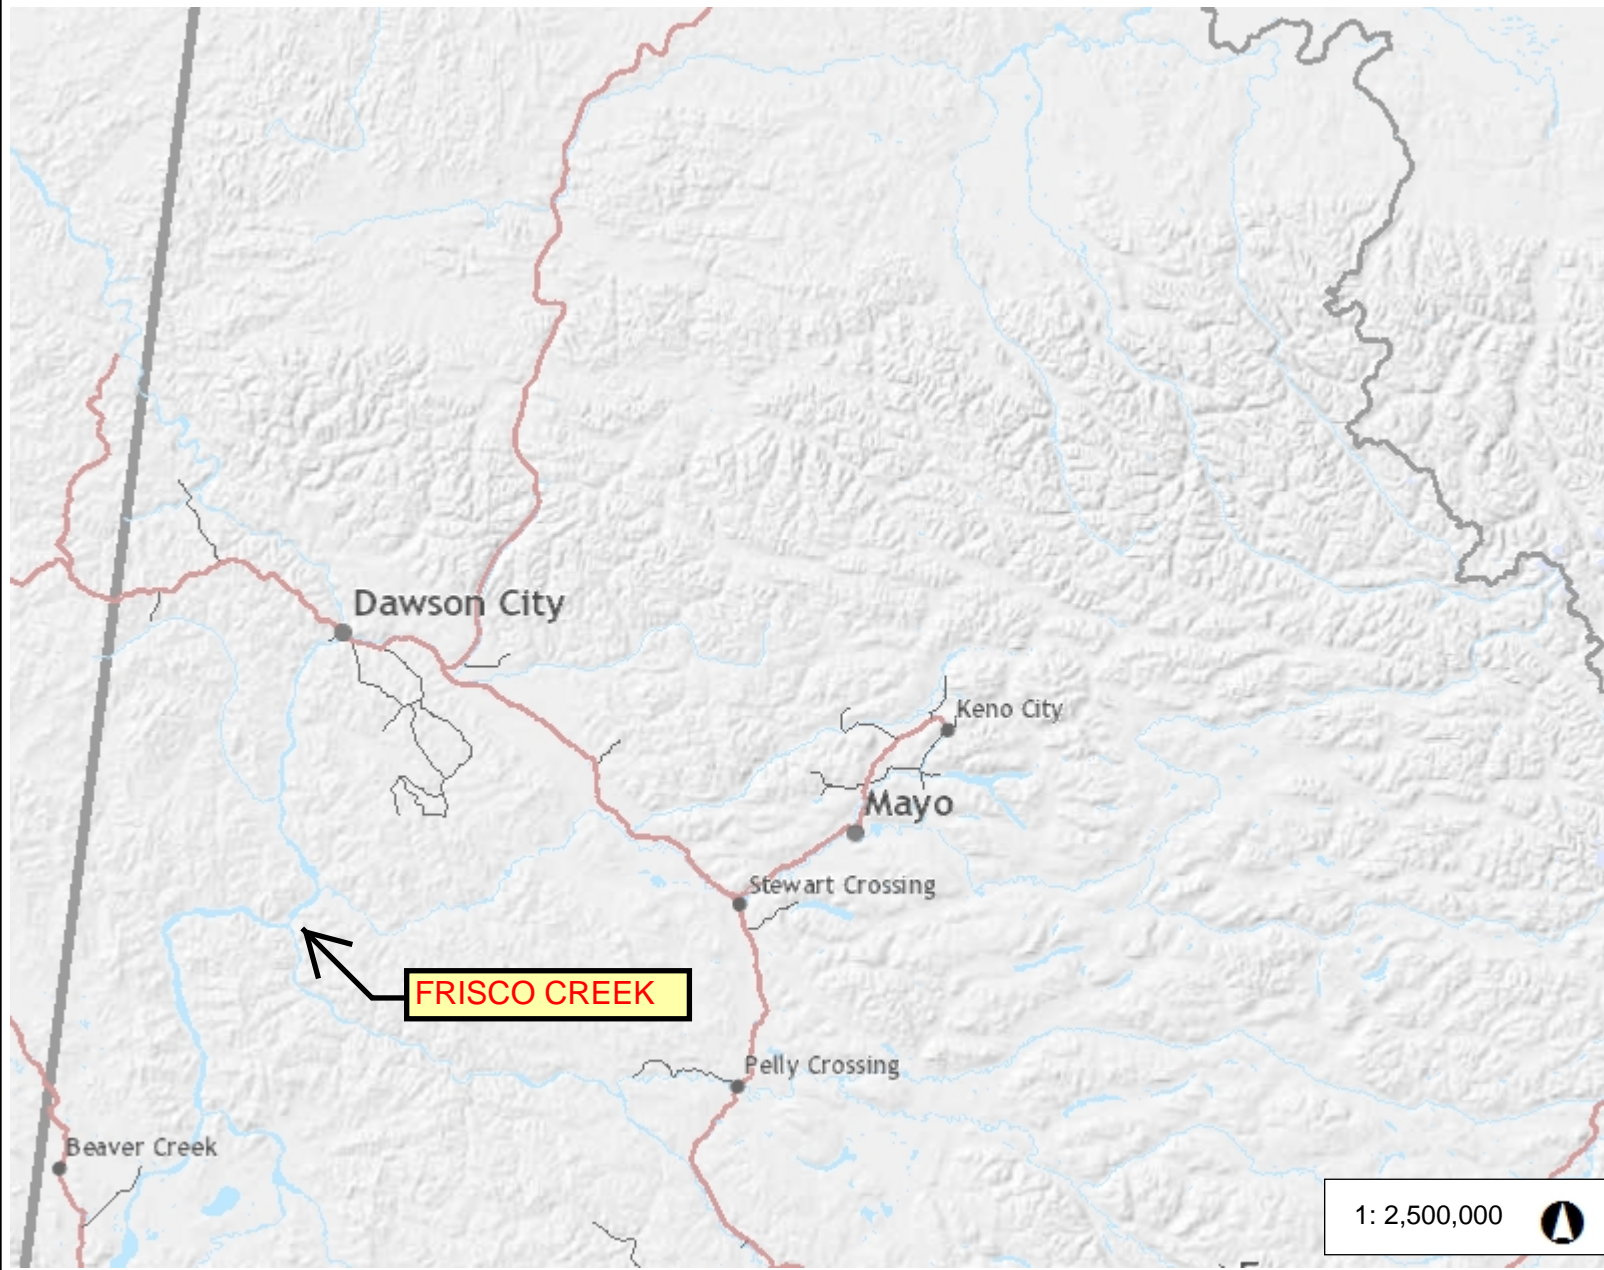 Dawson City
Keno City
Mayo
Stewart Crossing
FRISCO CREEK
Pelly Crossing
Beaver Creek
1: 2,500,000